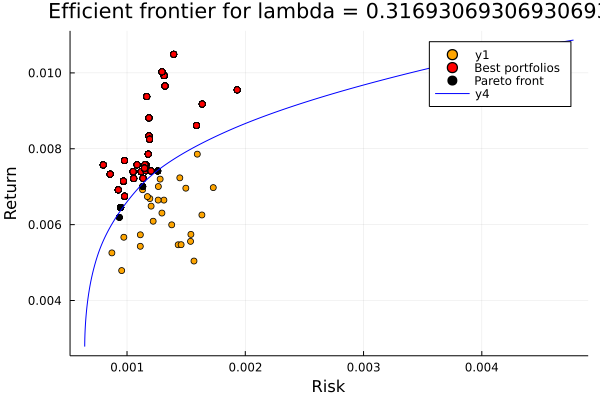 Efficient frontier for lambda = 0.3169306930693069
y1
Best portfolios
Pareto front
y4
Return
0.010
0.008
0.006
0.004
0.001
0.002
0.003
0.004
Risk